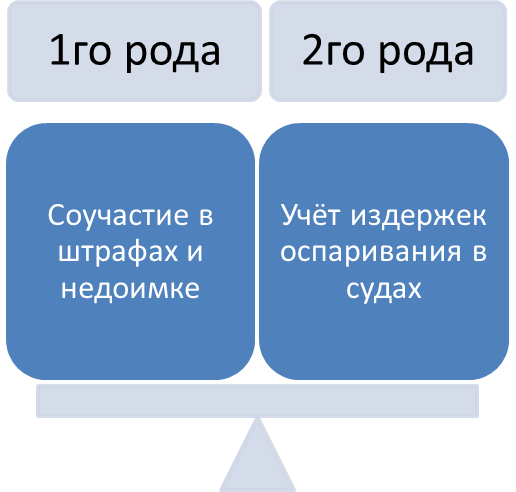 1го рода
2го рода
Соучастие в
штрафах и
недоимке
Учёт издержек
оспаривания в
судах